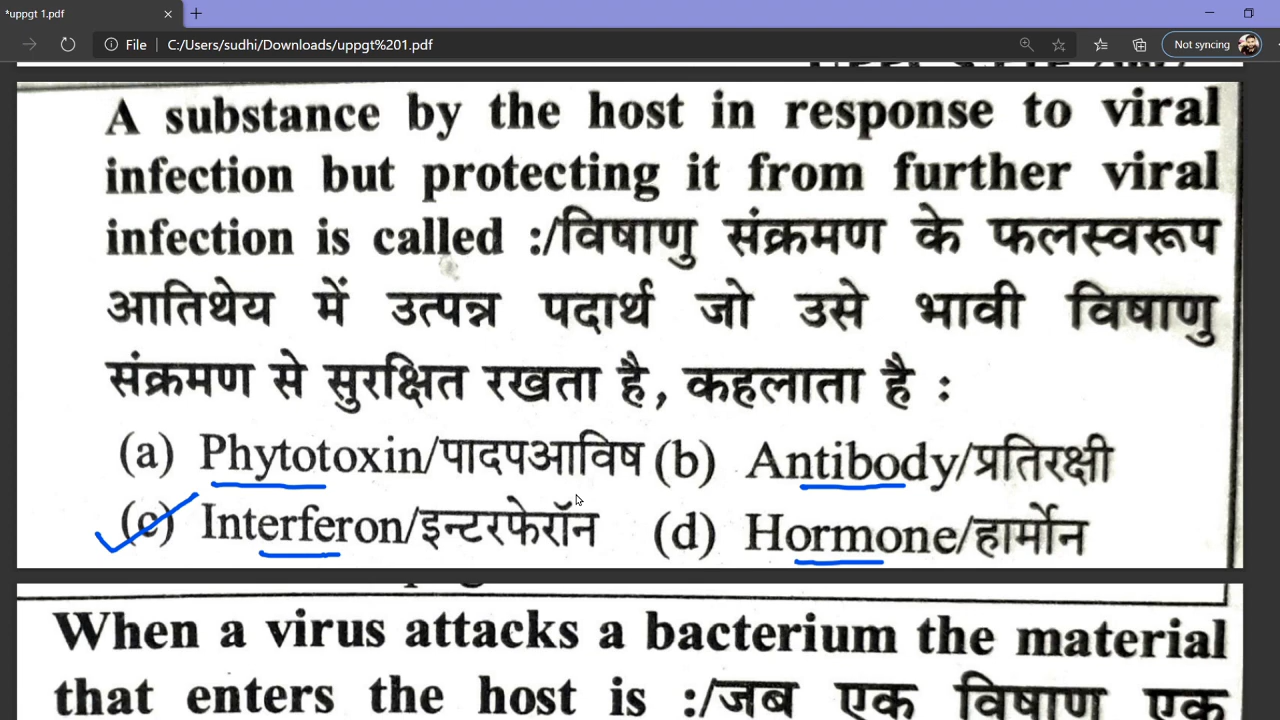 *uppgt 1.pdf
File C:/Users/sudhi/Downloads/uppgt%201.pdf Not syncing
A substance by the host in response to viral
infection but protecting it from further viral
infection is called :/विषाणु संक्रमण के फलस्वरूप
आतिथेय में उत्पन्न पदार्थ जो उसे भावी विषाणु
संक्रमण से सुरक्षित रखता है, कहलाता है :
(a) Phytotoxin/पादपआविष (b) Antibody/प्रतिरक्षी
(c) Interferon/इन्टरफेरॉन (d) Hormone/हार्मोन
When a virus attacks a bacterium the material
that enters the host is :/जब एक विषाणु एक